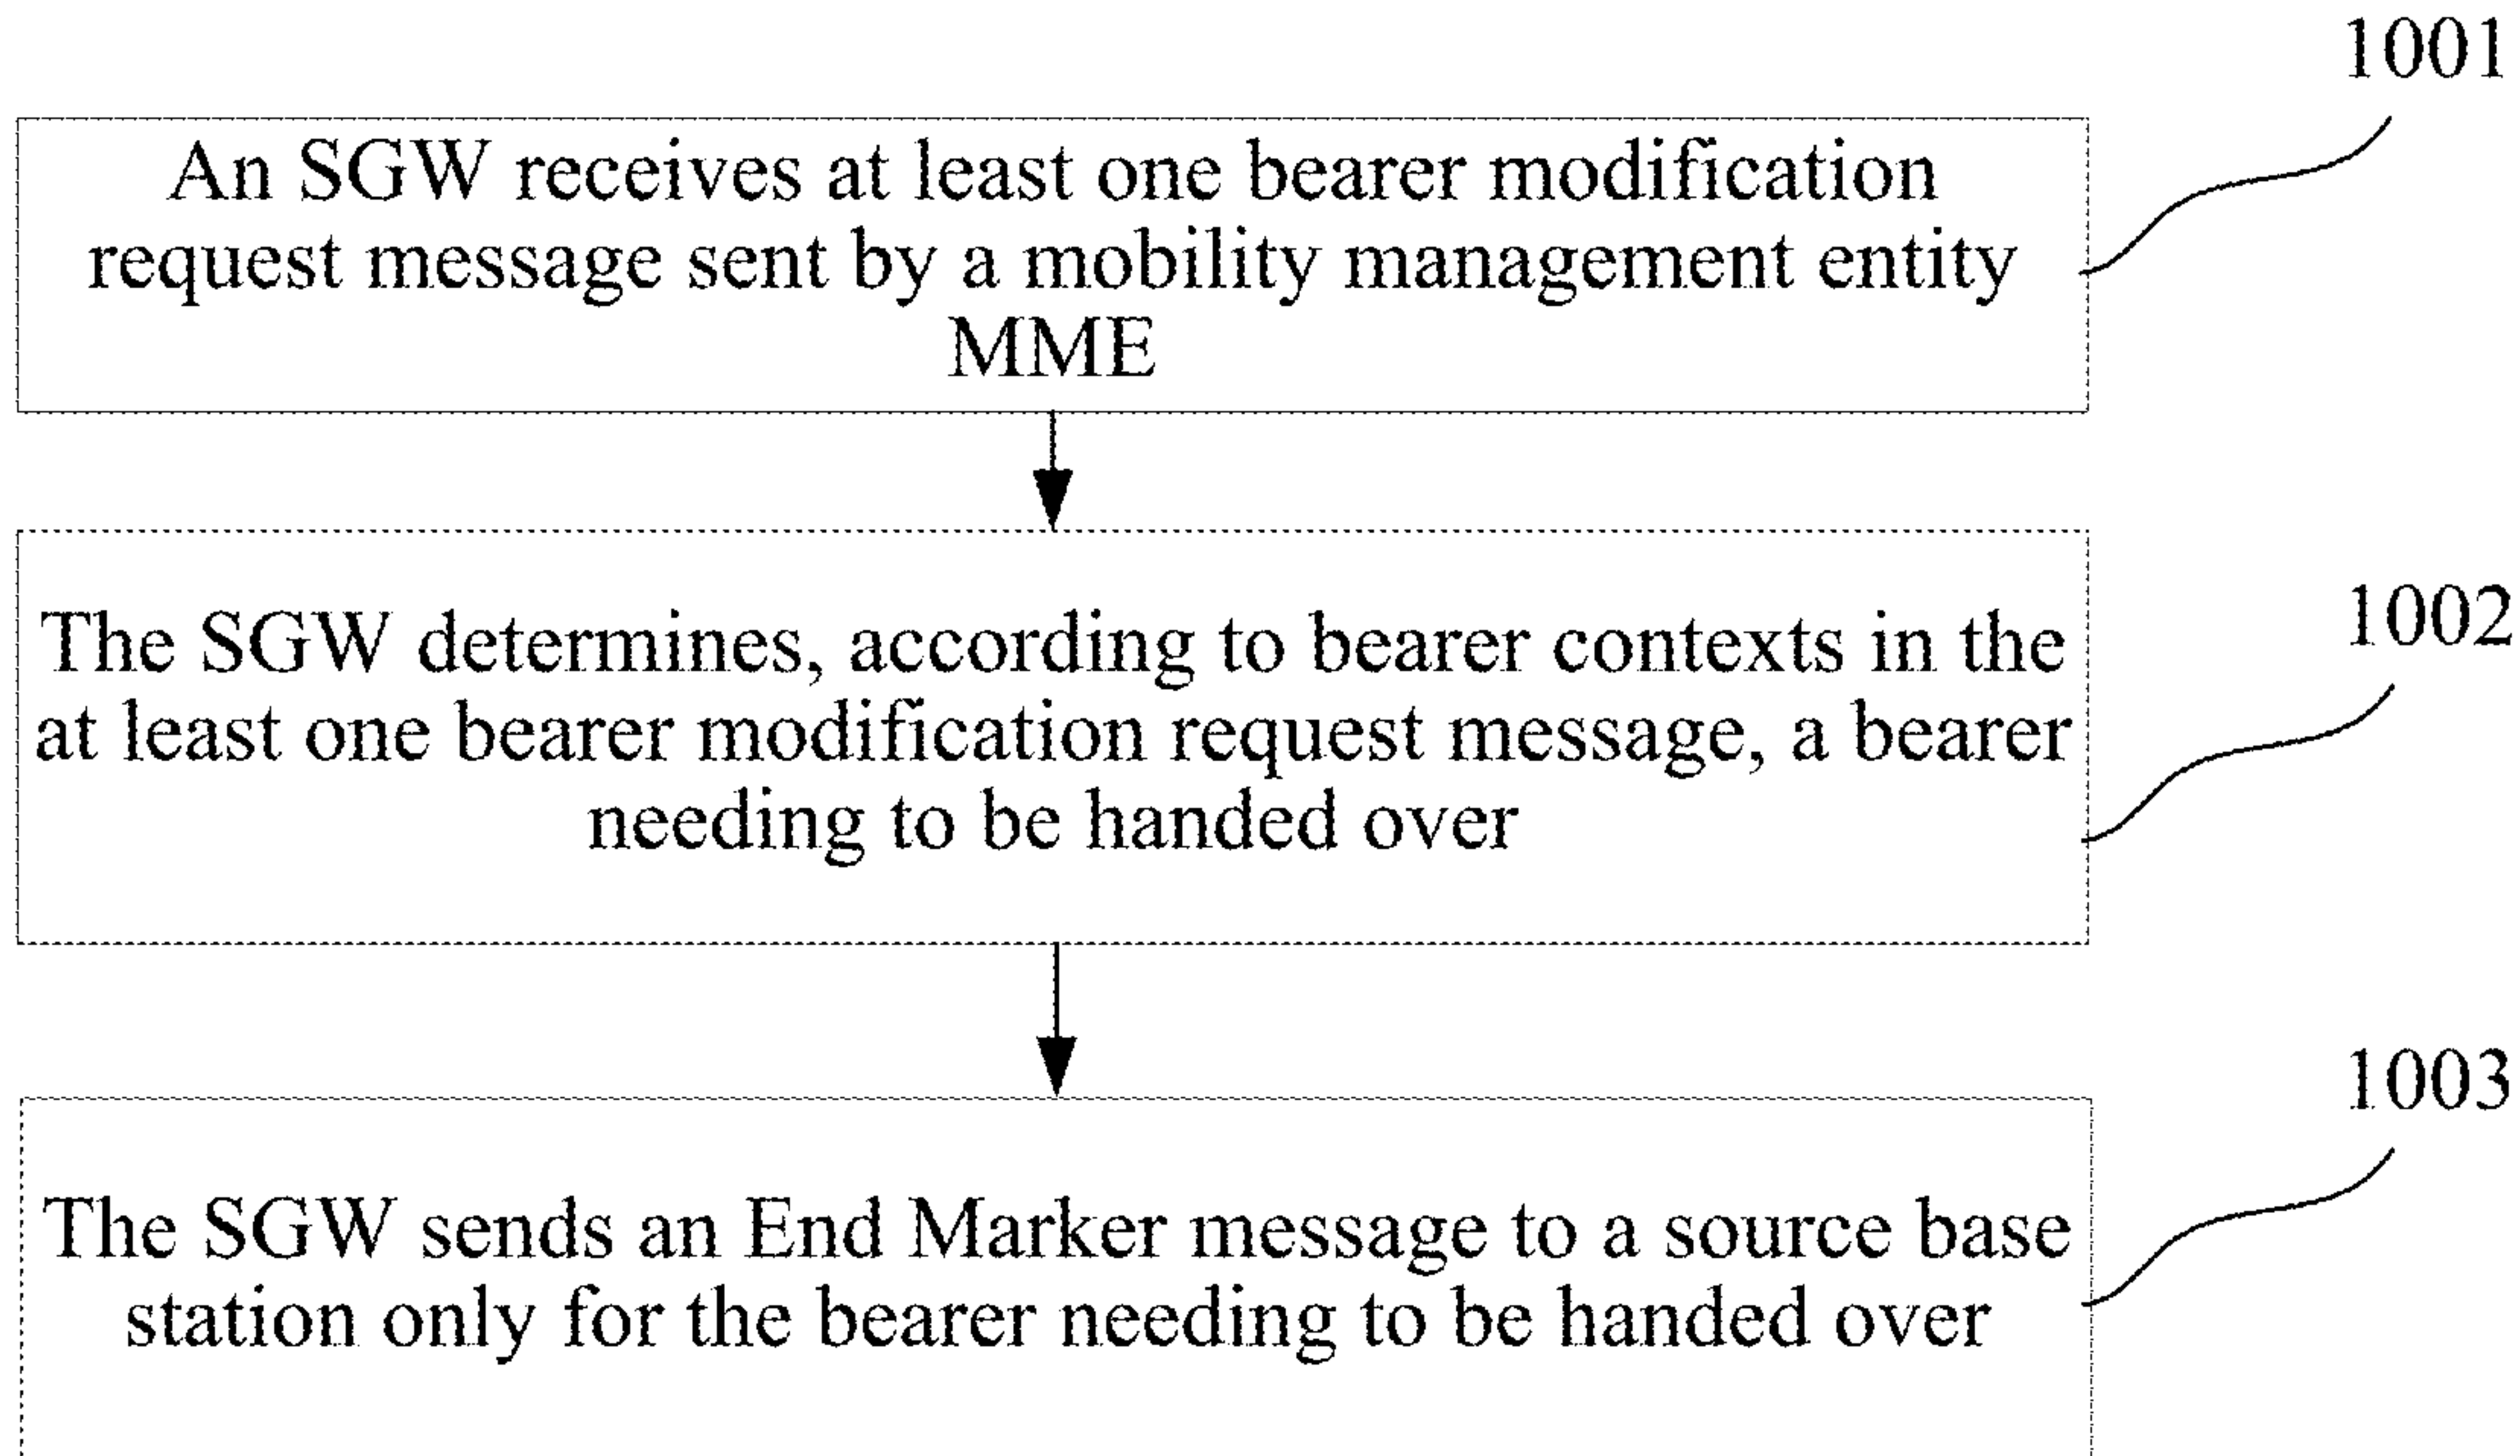 1001
An SGW receives at least one bearer modification
request message sent by a mobility management entity
MME
1002
The SGW determines, according to bearer contexts in the
at least one bearer modification request message, a bearer
needing to be handed over
1003
The SGW sends an End Marker message to a source base
station only for the bearer needing to be handed over